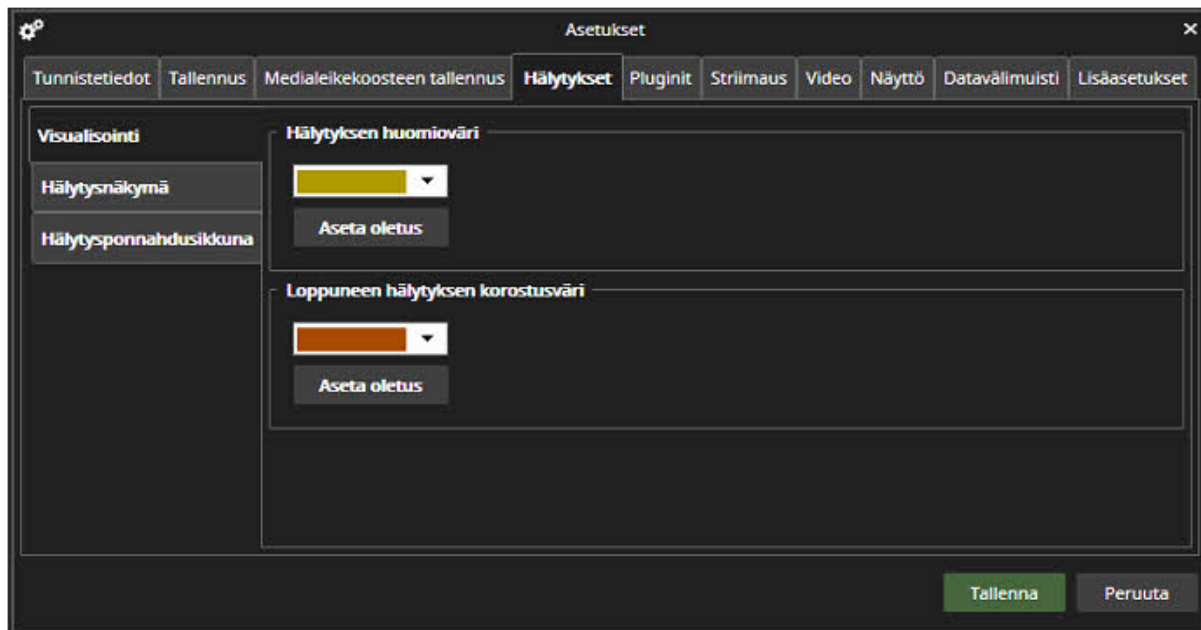 Asetukset
Tunnistetiedot Tallennus Medialeikekoosteen tallennus Hälytykset Pluginit Striimaus Video Näyttö Datavälimuisti Lisäasetukset
Visualisointi
Hälytysnäkymä
Hälytysponnahdusikkuna
Hälytyksen huomioväri
Aseta oletus
Loppuneen hälytyksen korostusväri
Aseta oletus
Tallenna Peruuta